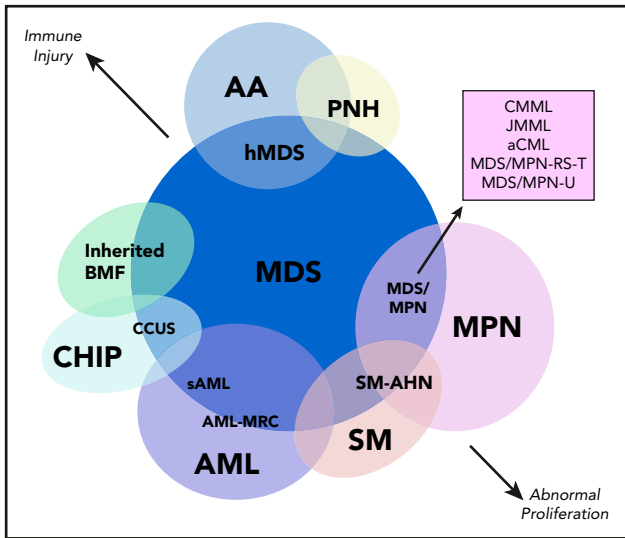 Immune
Injury
AA
PNH
hMDS
CMML
JMML
aCML
MDS/MPN-RS-T
MDS/MPN-U
Inherited
BMF
MDS
MDS/
MPN
MPN
CCUS
CHIP
sAML
SM-AHN
AML-MRC
SM
AML
Abnormal
Proliferation